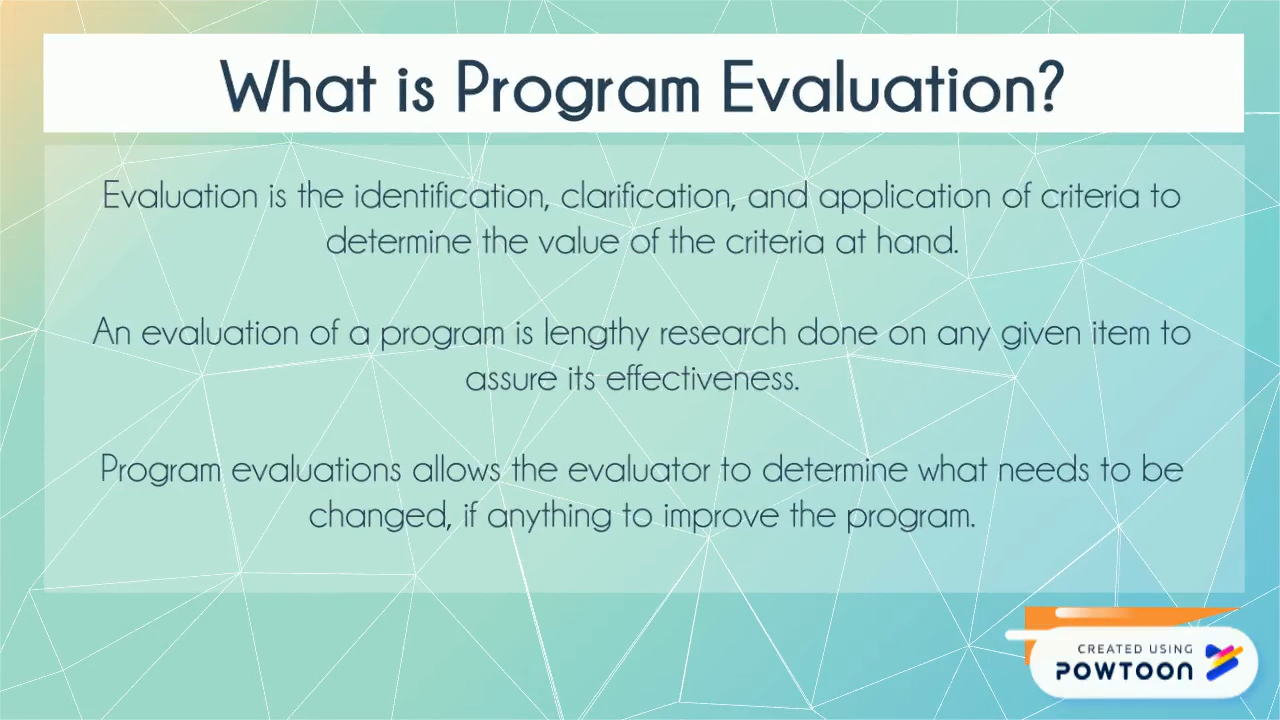 What is Program Evaluation?
Evaluation is the identification, clarification, and application of criteria to
determine the value of the criteria at hand.
An evaluation of a program is lengthy research done on any given item to
assure its effectiveness.
Program evaluations allows the evaluator to determine what needs to be
changed, if anything to improve the program.
CREATED USING
POWTOON